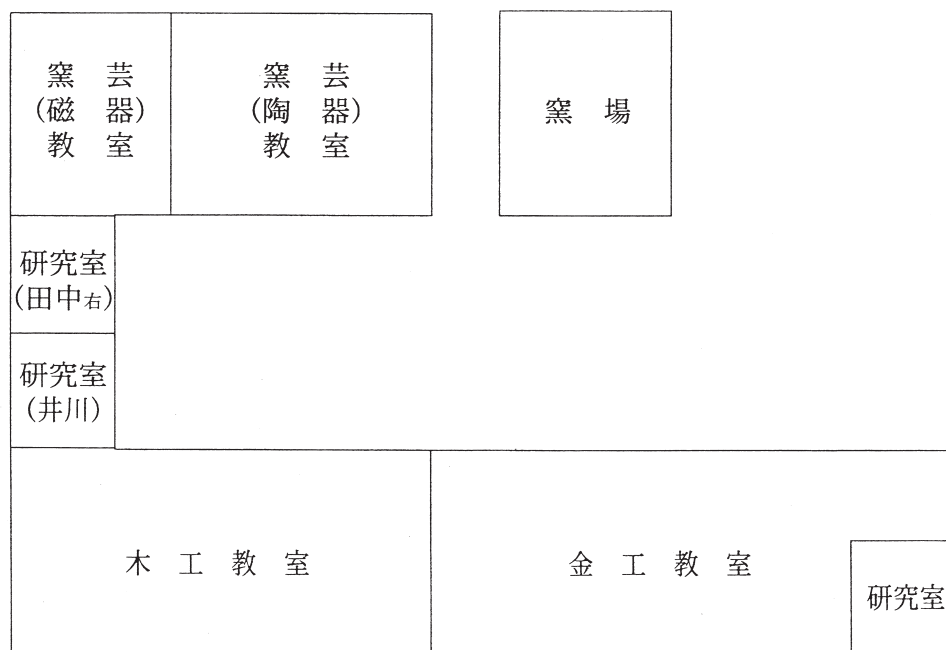 窯 芸
(磁 器)
教 室
窯 芸
(陶 器)
教 室
窯 場
研究室
(田中右)
研究室
(井川)
木 工 教 室
金 工 教 室
研究室